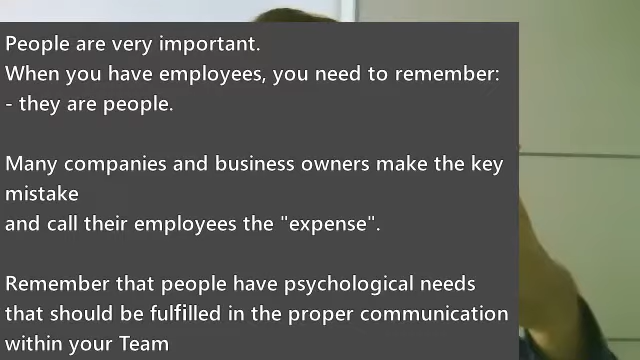 People are very important.
When you have employees, you need to remember:
- they are people.
Many companies and business owners make the key
mistake
and call their employees the "expense".
Remember that people have psychological needs
that should be fulfilled in the proper communication
within your Team